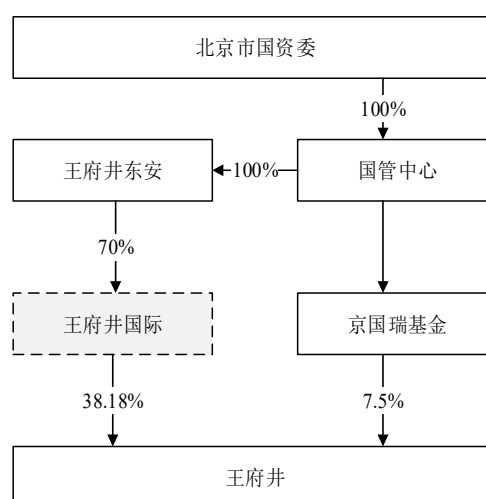 北京市国资委
100%
王府井东安
100%
国管中心
70%
王府井国际
京国瑞基金
38.18%
7.5%
王府井